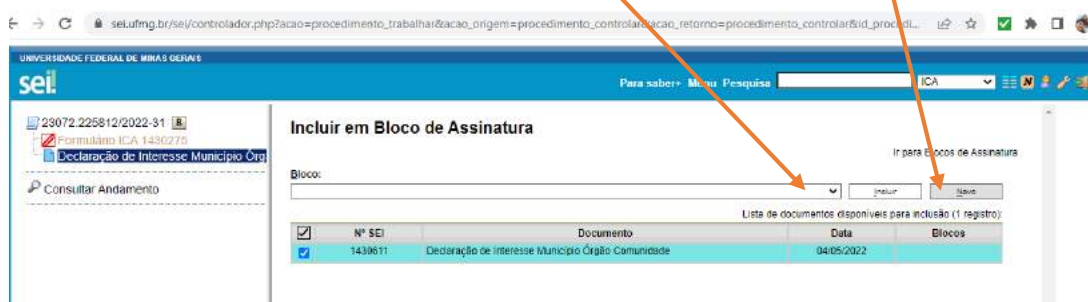 sei.ufmg.br/sei/controlador.php?acao=procedimento_trabalhar&acao_origem=procedimento_controlar&acao_retorno=procedimento_controlar&id_procedi...
UNIVERSIDADE FEDERAL DE MINAS GERAIS
sei!
Para saber+ Menu Pesquisa
ICA
23072.225812/2022-31
Formulário ICA 1430275
Declaração de Interesse Município Órg
Consultar Andamento
Incluir em Bloco de Assinatura
Ir para Blocos de Assinatura
Bloco:
Incluir Novo
Lista de documentos disponíveis para inclusão (1 registro):
Nº SEI Documento Data Blocos
1430611 Declaração de Interesse Município Órgão Comunidade 04/05/2022